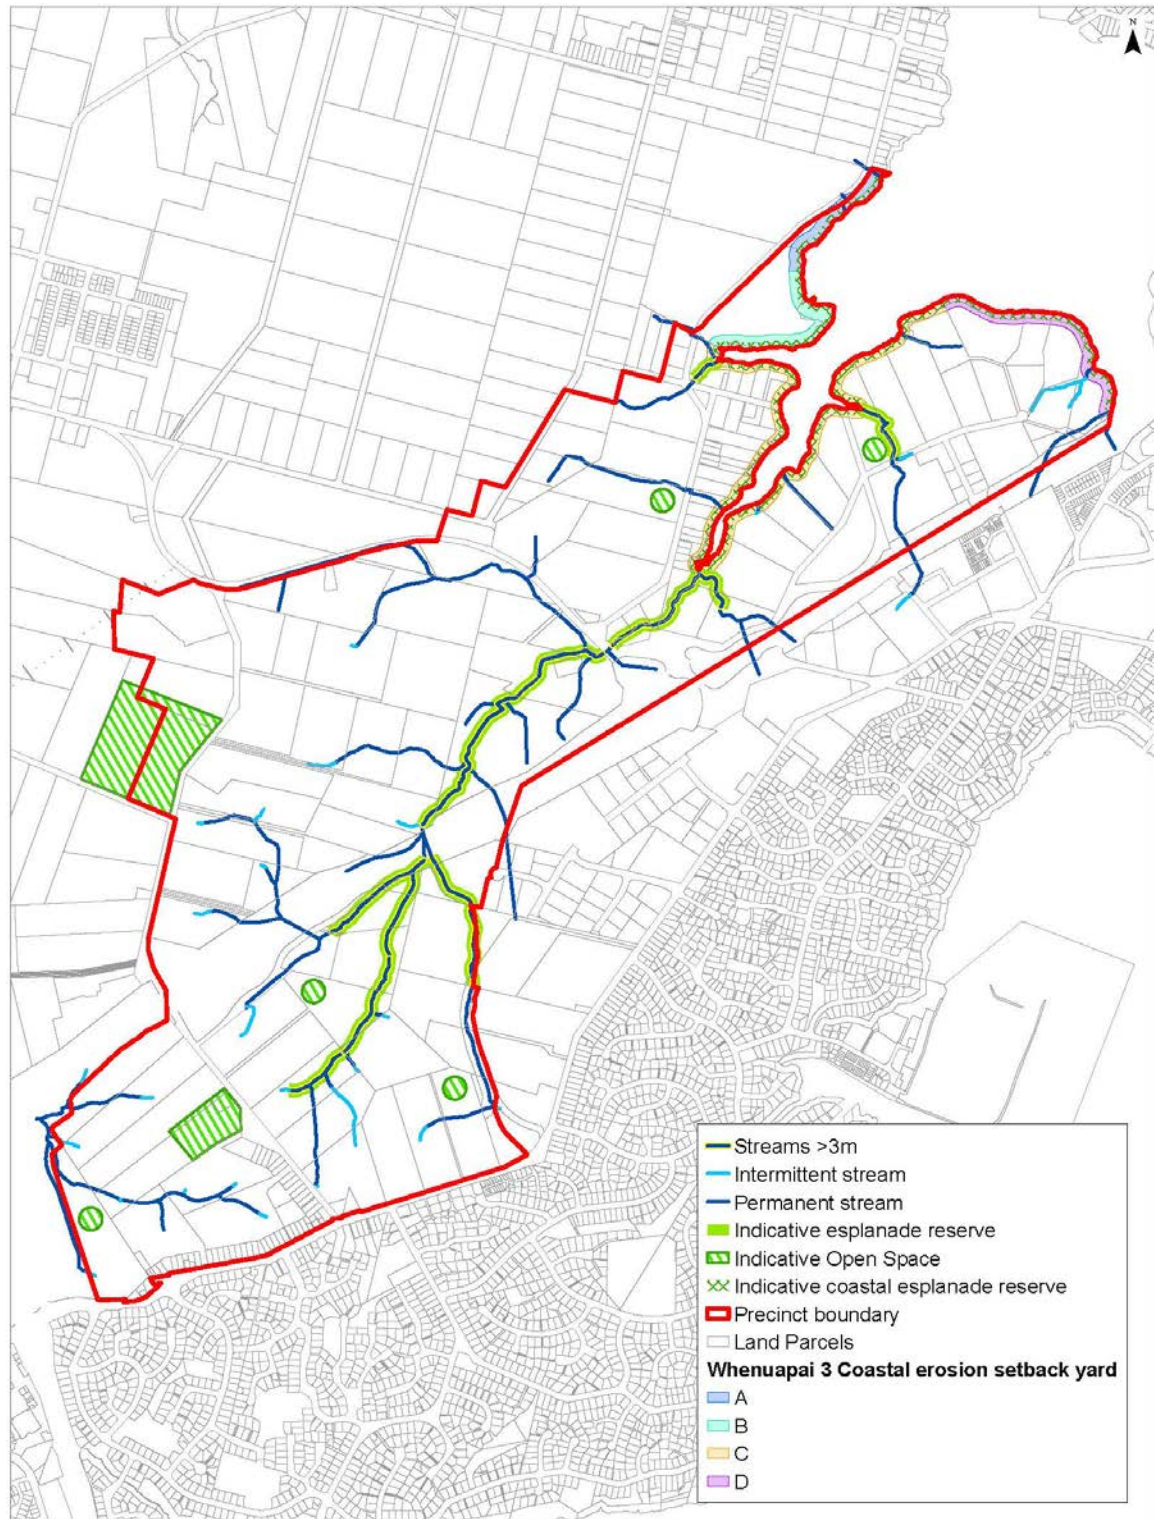 N
Streams >3m
Intermittent stream
Permanent stream
Indicative esplanade reserve
Indicative Open Space
Indicative coastal esplanade reserve
Precinct boundary
Land Parcels
Whenuapai 3 Coastal erosion setback yard
A
B
C
D